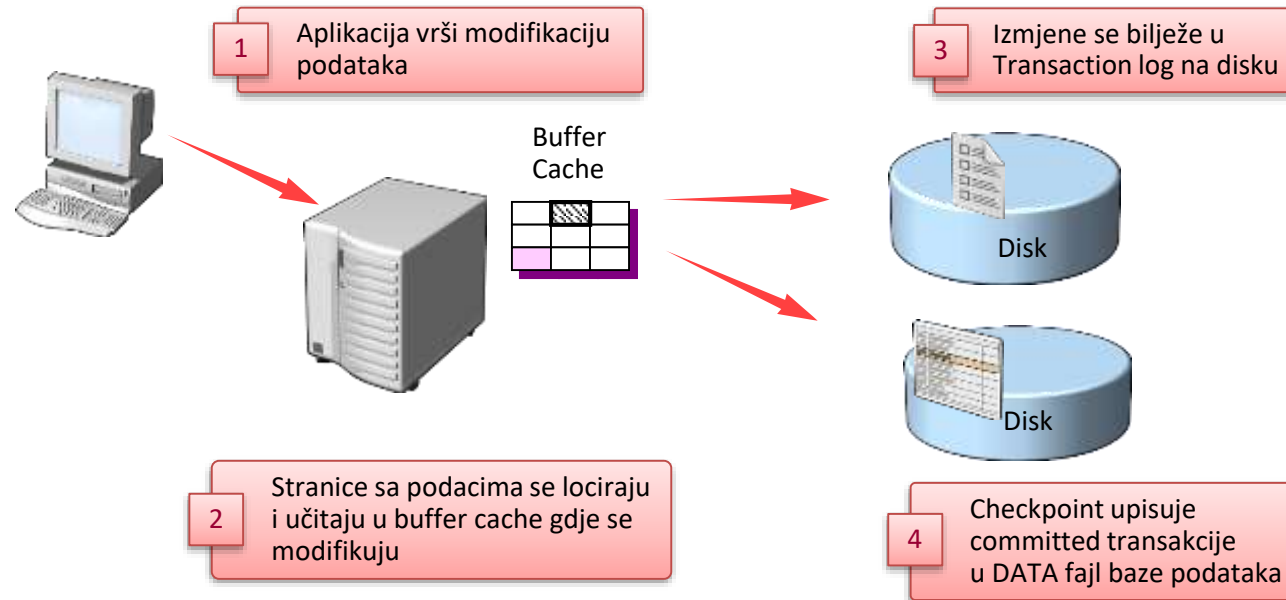 1
Aplikacija vrši modifikaciju
podataka
Buffer
Cache
2
Stranice sa podacima se lociraju
i učitaju u buffer cache gdje se
modifikuju
3
Izmjene se bilježe u
Transaction log na disku
Disk
Disk
4
Checkpoint upisuje
committed transakcije
u DATA fajl baze podataka